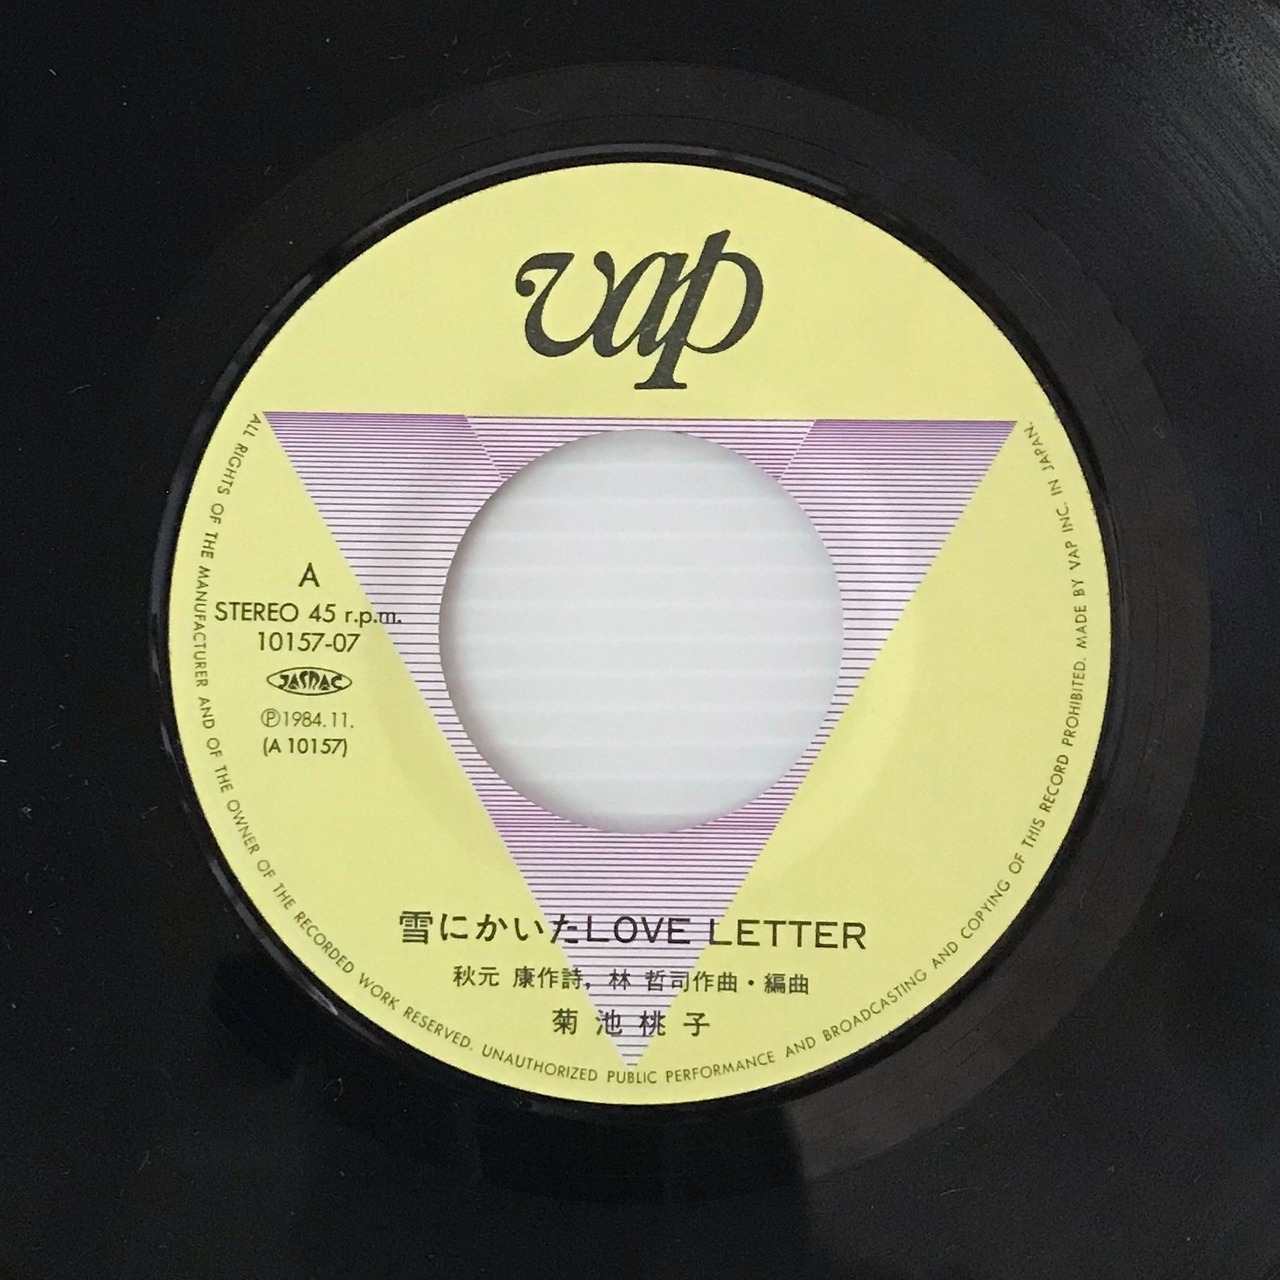 vap
A
STEREO 45 r.p.m.
10157-07
JASRAC
Ⓟ1984.11.
(A 10157)
雪にかいたLOVE LETTER
秋元 康作詩, 林 哲司作曲・編曲
菊池桃子
ALL RIGHTS OF THE MANUFACTURER AND OF THE OWNER OF THE RECORDED WORK RESERVED. UNAUTHORIZED PUBLIC PERFORMANCE AND BROADCASTING AND COPYING OF THIS RECORD PROHIBITED. MADE BY VAP INC. IN JAPAN.